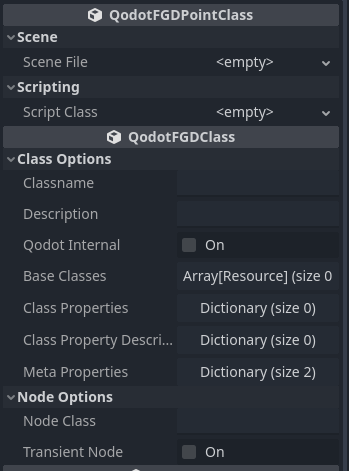 QodotFGDPointClass
Scene
Scene File <empty>
Scripting
Script Class <empty>
QodotFGDClass
Class Options
Classname
Description
Qodot Internal On
Base Classes Array[Resource] (size 0
Class Properties Dictionary (size 0)
Class Property Descri... Dictionary (size 0)
Meta Properties Dictionary (size 2)
Node Options
Node Class
Transient Node On